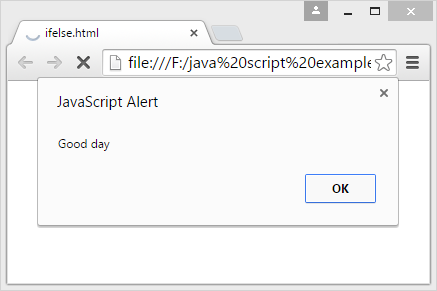 ifelse.html
file:///F:/java%20script%20example
JavaScript Alert
Good day
OK